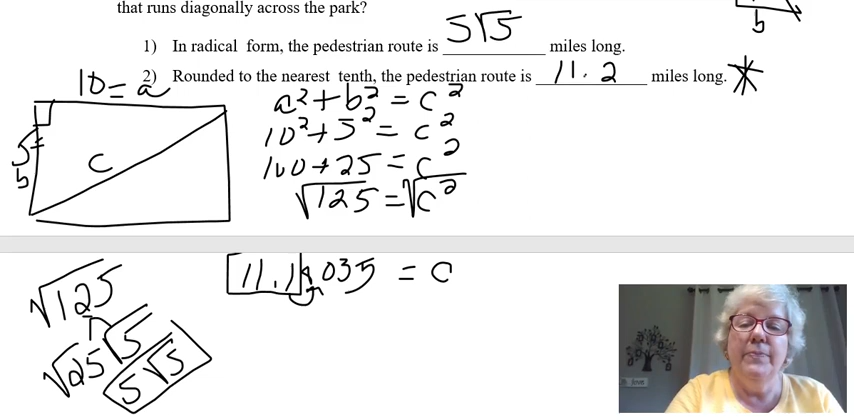 that runs diagonally across the park?
1) In radical form, the pedestrian route is 5√5 miles long.
2) Rounded to the nearest tenth, the pedestrian route is 11.2 miles long. *
b
10 = a
5 =
b
c
a² + b² = c²
10² + 5² = c²
100 + 25 = c²
√125 = √c²
√125
√25 √5
5√5